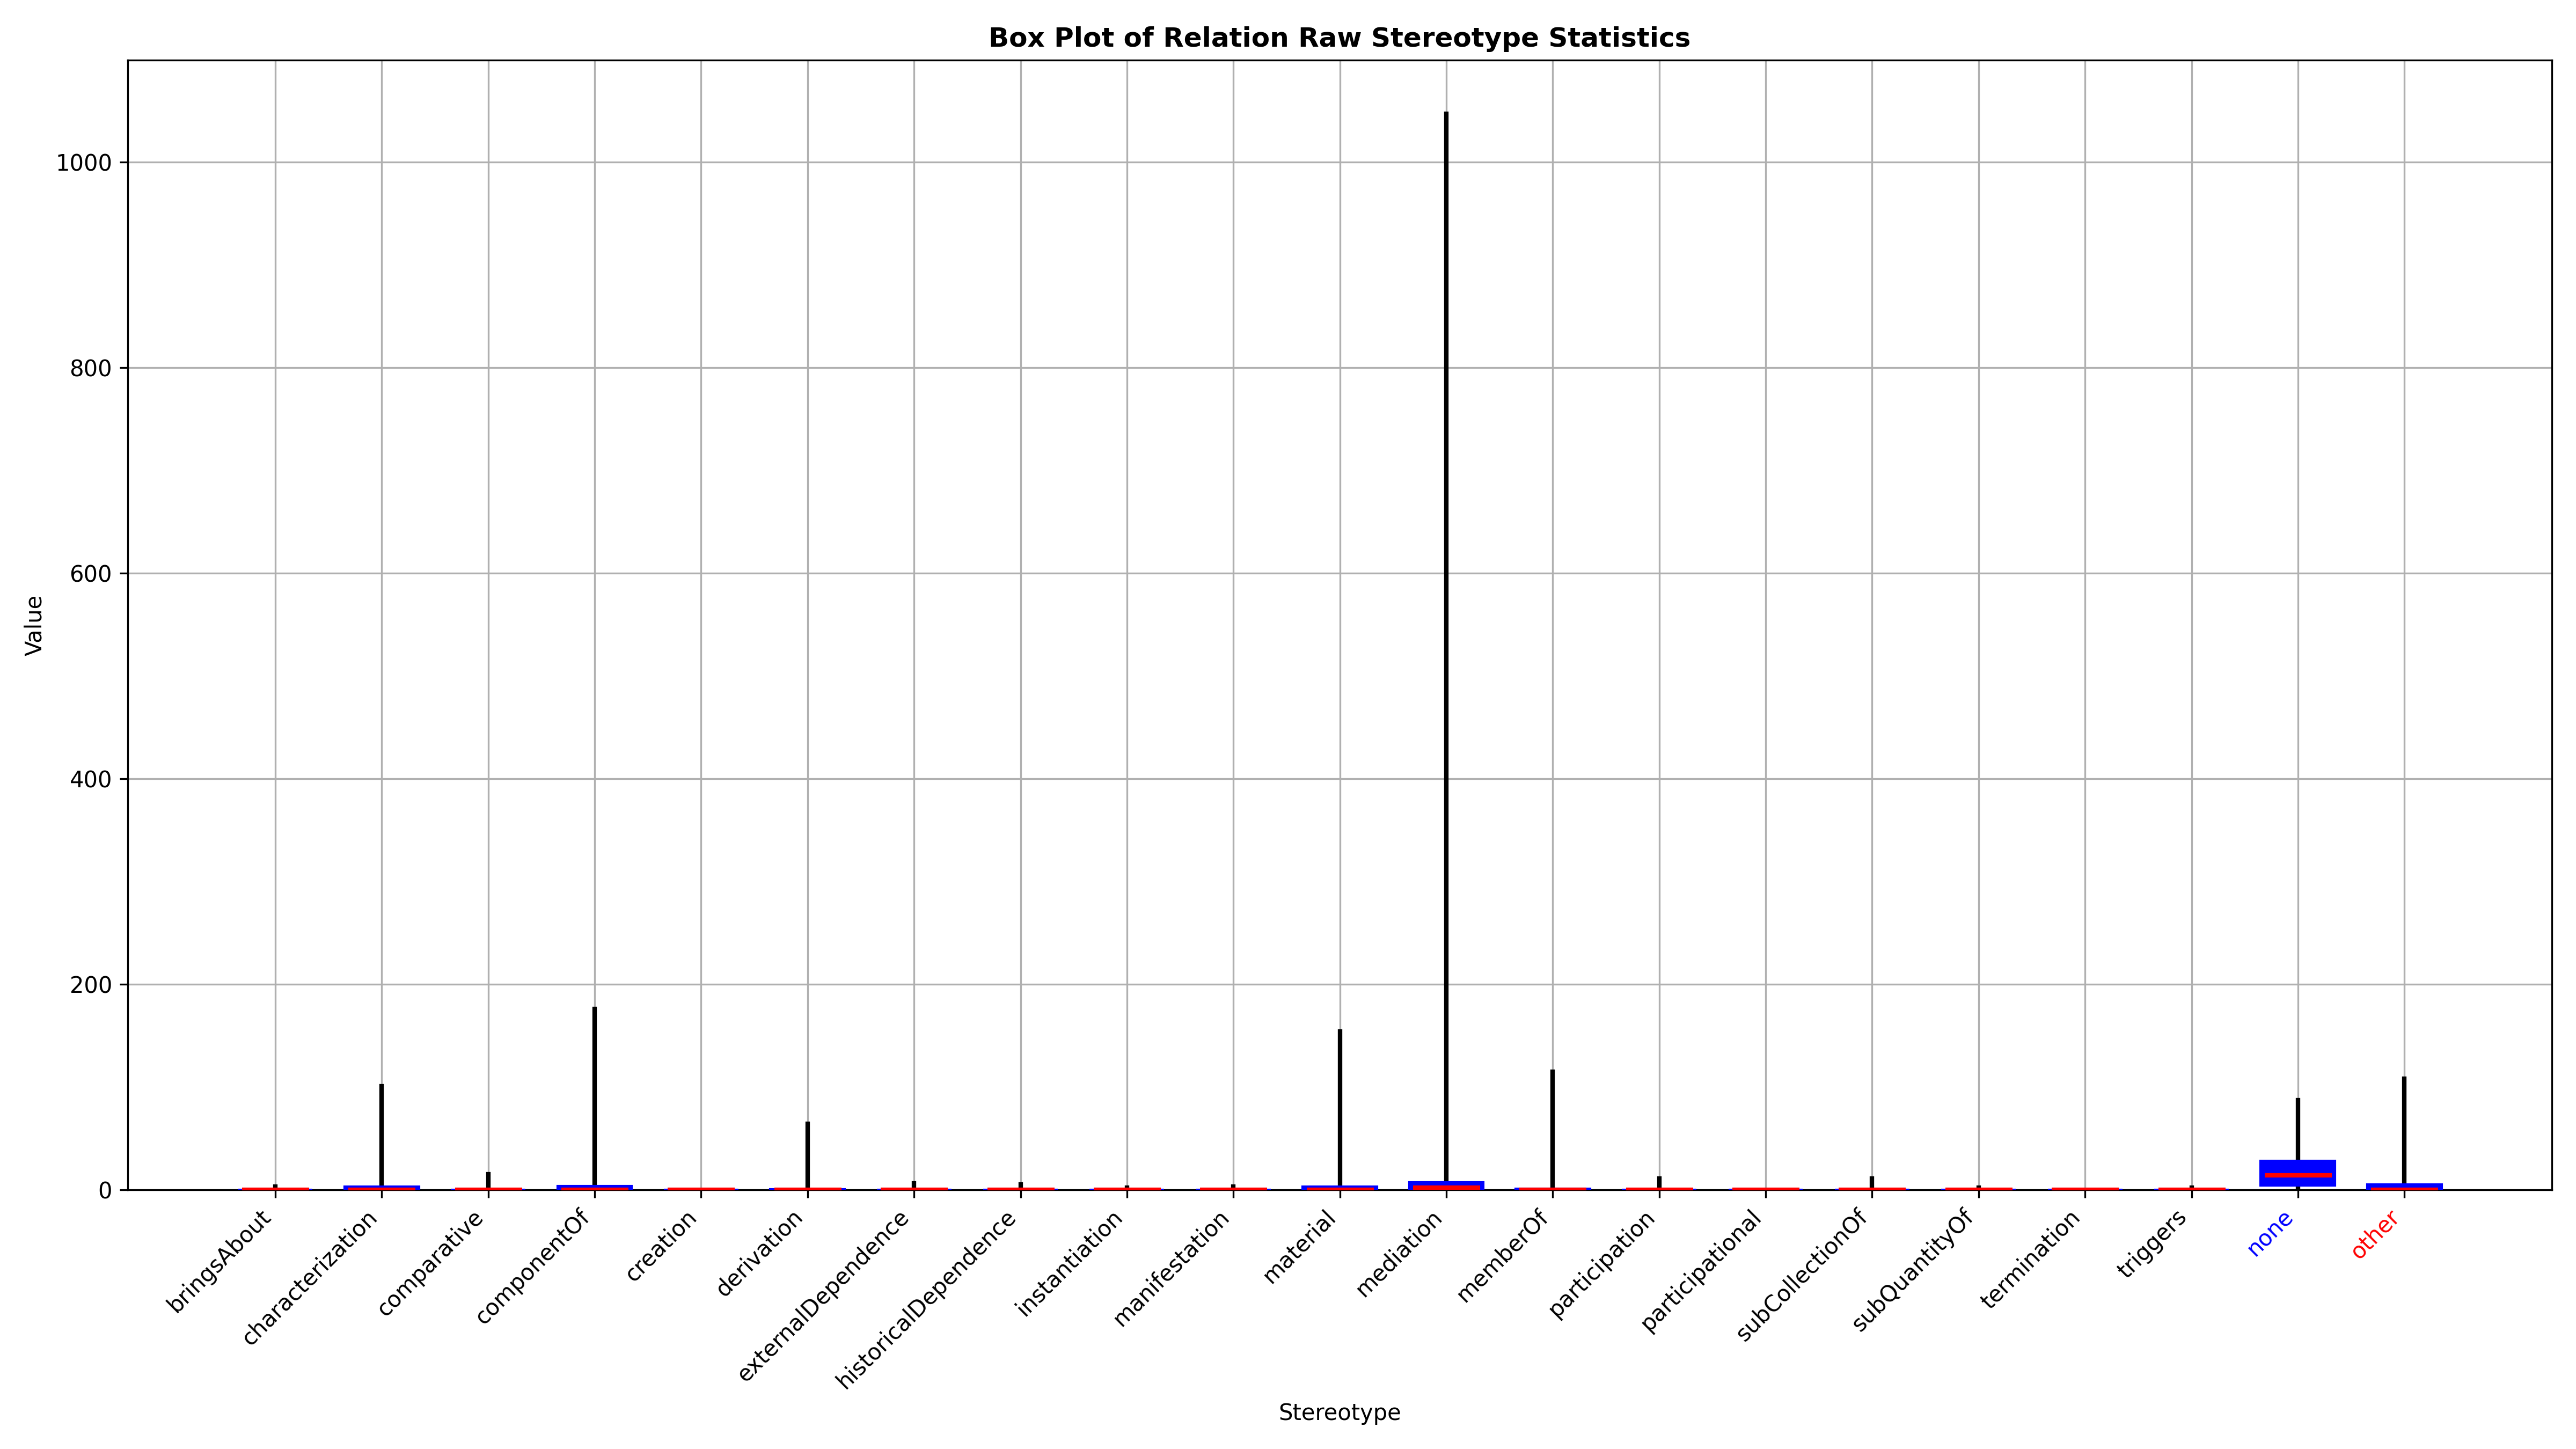 Box Plot of Relation Raw Stereotype Statistics
1000
800
600
400
200
0
Value
bringsAbout
characterization
comparative
componentOf
creation
derivation
externalDependence
historicalDependence
instantiation
manifestation
material
mediation
memberOf
participation
participational
subCollectionOf
subQuantityOf
termination
triggers
none
other
Stereotype